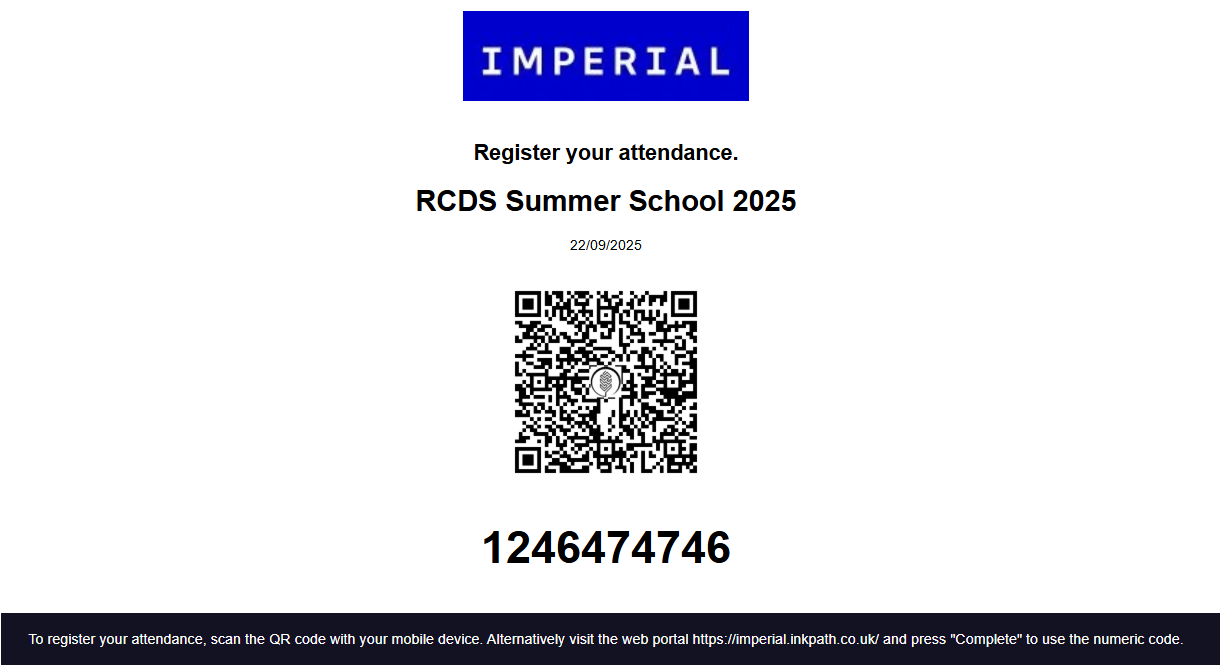 IMPERIAL
Register your attendance.
RCDS Summer School 2025
22/09/2025
1246474746
To register your attendance, scan the QR code with your mobile device. Alternatively visit the web portal https://imperial.inkpath.co.uk/ and press "Complete" to use the numeric code.